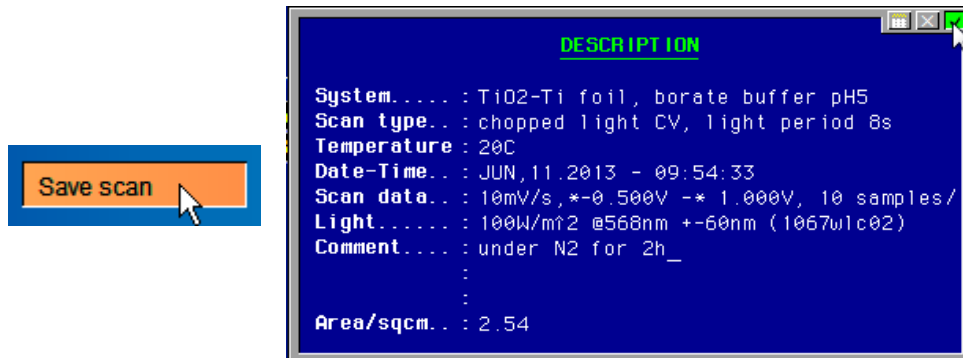 Save scan
DESCRIPTION
System..... : TiO2-Ti foil, borate buffer pH5
Scan type.. : chopped light CV, light period 8s
Temperature : 20C
Date-Time.. : JUN,11.2013 - 09:54:33
Scan data.. : 10mV/s,*-0.500V -* 1.000V, 10 samples/
Light...... : 100W/m^2 @568nm +-60nm (1067wlc02)
Comment.... : under N2 for 2h_
:
:
Area/sqcm.. : 2.54